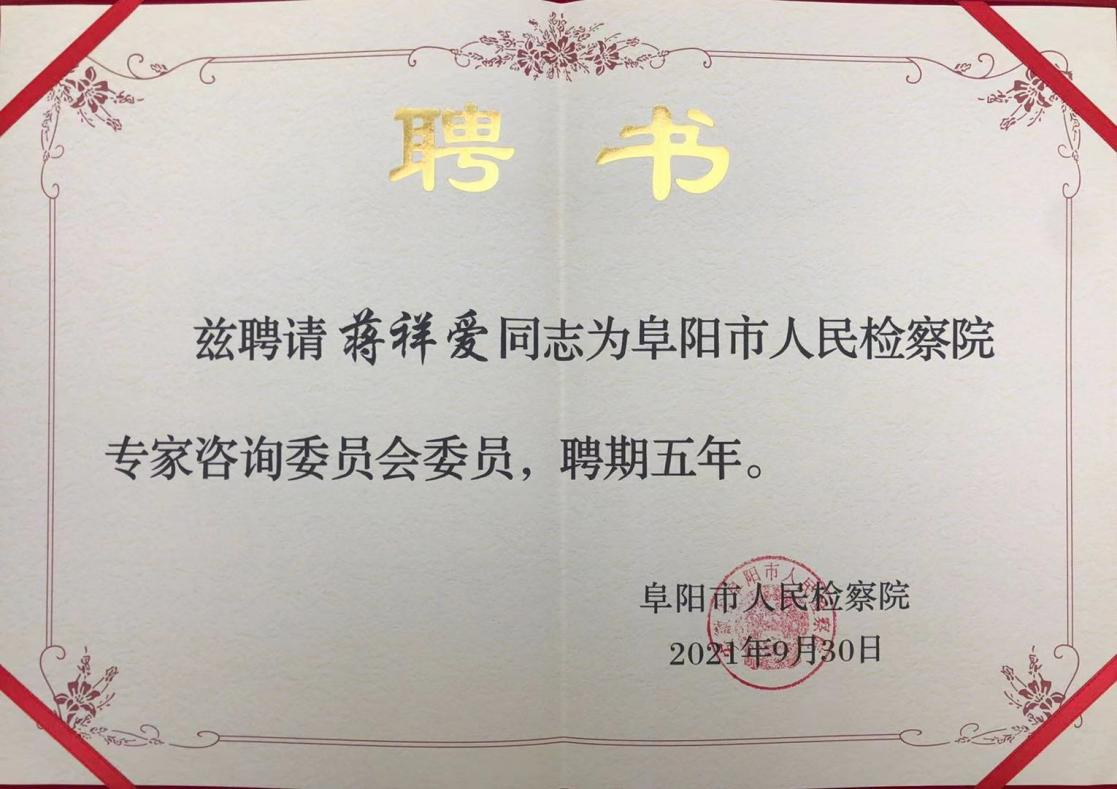 聘书
兹聘请蒋祥爱同志为阜阳市人民检察院
专家咨询委员会委员，聘期五年。
阜阳市人民检察院
2021年9月30日